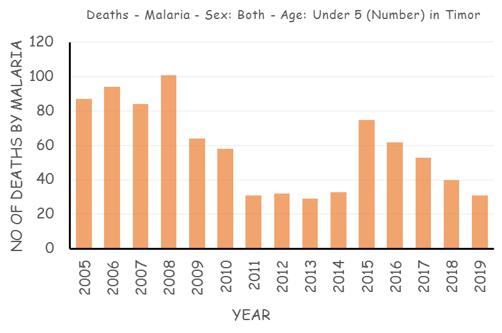 Deaths - Malaria - Sex: Both - Age: Under 5 (Number) in Timor
NO OF DEATHS BY MALARIA
120
100
80
60
40
20
0
2005 2006 2007 2008 2009 2010 2011 2012 2013 2014 2015 2016 2017 2018 2019
YEAR